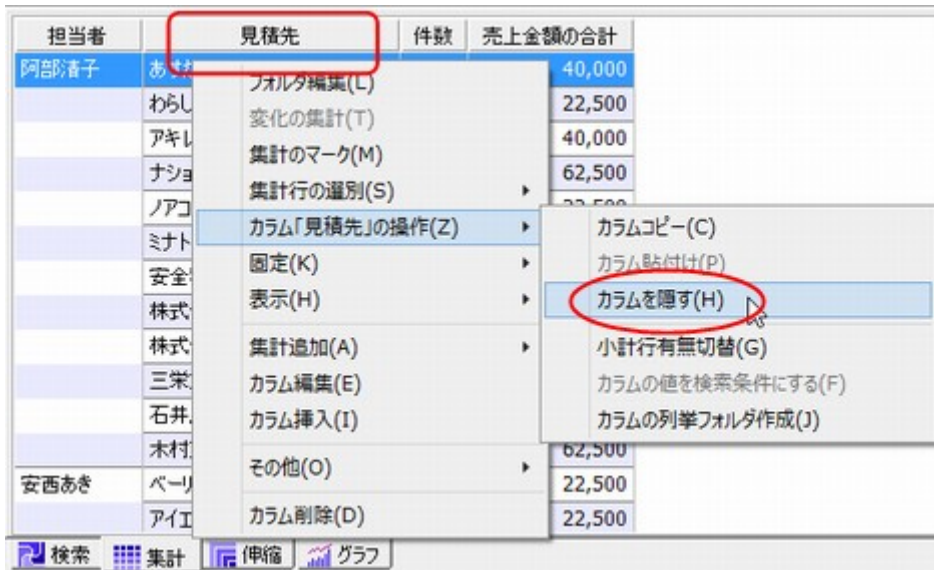 担当者 見積先 件数 売上金額の合計
阿部清子 40,000
わらし 22,500
アキレ 40,000
ナショ 62,500
ノアコ
ミナト
安全
株式
株式
三栄
石井
木村 62,500
安西あき ベーリ 22,500
アイエ 22,500
フォルダ編集(L)
変化の集計(T)
集計のマーク(M)
集計行の選別(S)
カラム「見積先」の操作(Z)
固定(K)
表示(H)
集計追加(A)
カラム編集(E)
カラム挿入(I)
その他(O)
カラム削除(D)
カラムコピー(C)
カラム貼付け(P)
カラムを隠す(H)
小計行有無切替(G)
カラムの値を検索条件にする(F)
カラムの列挙フォルダ作成(J)
検索 集計 伸縮 グラフ